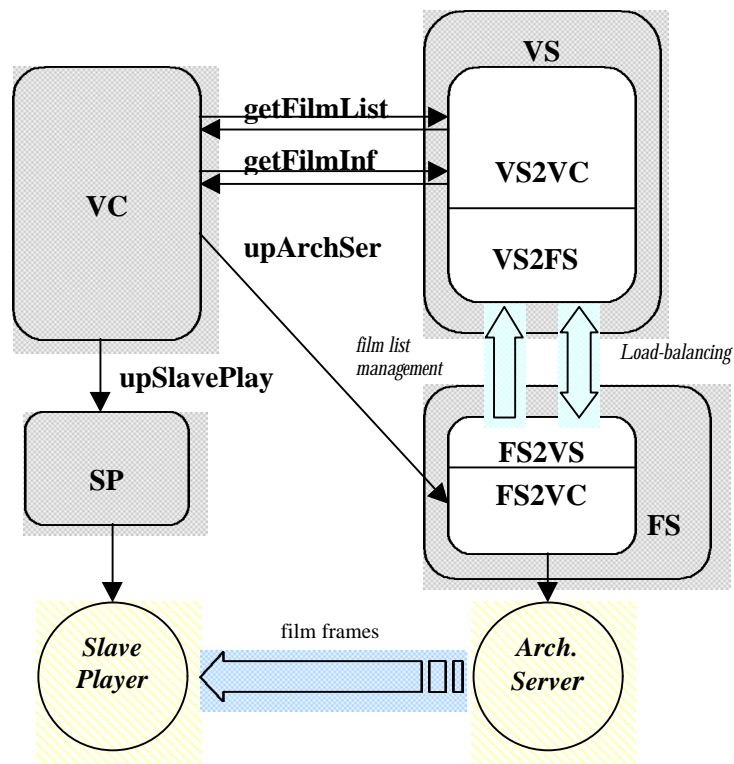 VS
getFilmList
getFilmInf
VS2VC
VC
upArchSer
VS2FS
film list
management
Load-balancing
upSlavePlay
FS2VS
SP
FS2VC
FS
film frames
Slave
Player
Arch.
Server